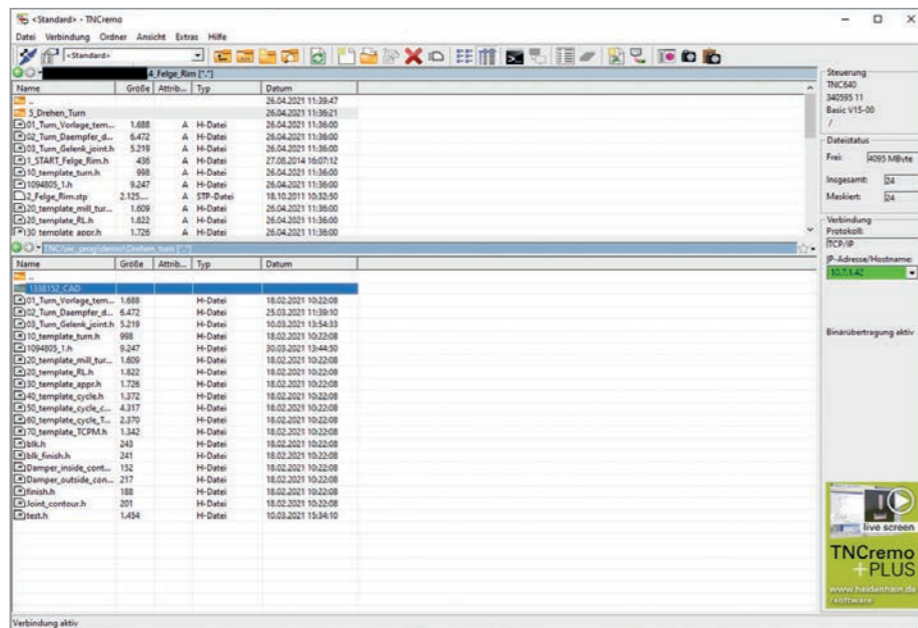 <Standard> - TNCremo
Datei Verbindung Ordner Ansicht Extras Hilfe
<Standard>
4_Felge_Rim ["."]
Name Größe Attrib... Typ Datum
.. 26.04.2021 11:39:47
5_Drehen_Turn 26.04.2021 11:36:21
01_Turn_Vorlage_tem... 1.688 A H-Datei 26.04.2021 11:36:00
02_Turn_Daempfer_d... 6.472 A H-Datei 26.04.2021 11:36:00
03_Turn_Gelenk_joint.h 5.219 A H-Datei 26.04.2021 11:36:00
1_START_Felge_Rim.h 436 A H-Datei 27.08.2014 16:07:12
10_template_turn.h 998 A H-Datei 26.04.2021 11:36:00
1094805_1.h 9.247 A H-Datei 26.04.2021 11:36:00
2_Felge_Rim.stp 2.125.... A STP-Datei 18.10.2011 10:32:50
20_template_mill_tur... 1.609 A H-Datei 26.04.2021 11:36:00
20_template_RL.h 1.822 A H-Datei 26.04.2021 11:36:00
30_template_appr.h 1.726 A H-Datei 26.04.2021 11:36:00
TNC:\nc_prog\demo\Drehen_turn ["."]
Name Größe Attrib... Typ Datum
..
1338152_CAD
01_Turn_Vorlage_tem... 1.688 H-Datei 18.02.2021 10:22:08
02_Turn_Daempfer_d... 6.472 H-Datei 25.03.2021 11:39:10
03_Turn_Gelenk_joint.h 5.219 H-Datei 10.03.2021 13:54:33
10_template_turn.h 998 H-Datei 18.02.2021 10:22:08
1094805_1.h 9.247 H-Datei 30.03.2021 13:44:50
20_template_mill_tur... 1.609 H-Datei 18.02.2021 10:22:08
20_template_RL.h 1.822 H-Datei 18.02.2021 10:22:08
30_template_appr.h 1.726 H-Datei 18.02.2021 10:22:08
40_template_cycle.h 1.372 H-Datei 18.02.2021 10:22:08
50_template_cycle_c... 4.317 H-Datei 18.02.2021 10:22:08
60_template_cycle_T... 2.370 H-Datei 18.02.2021 10:22:08
70_template_TCPM.h 1.342 H-Datei 18.02.2021 10:22:08
blk.h 243 H-Datei 18.02.2021 10:22:08
blk_finish.h 241 H-Datei 18.02.2021 10:22:08
Damper_inside_cont... 152 H-Datei 18.02.2021 10:22:08
Damper_outside_con... 217 H-Datei 18.02.2021 10:22:08
finish.h 188 H-Datei 18.02.2021 10:22:08
Joint_contour.h 201 H-Datei 18.02.2021 10:22:08
test.h 1.454 H-Datei 10.03.2021 15:34:10
Steuerung
TNC640
340595 11
Basic V15-00
/
Dateistatus
Frei: 4095 MByte
Insgesamt: 24
Maskiert: 24
Verbindung
Protokoll:
TCP/IP
IP-Adresse/Hostname:
10.7.1.42
Binärübertragung aktiv
live screen
TNCremo
+PLUS
www.heidenhain.de
/software
Verbindung aktiv